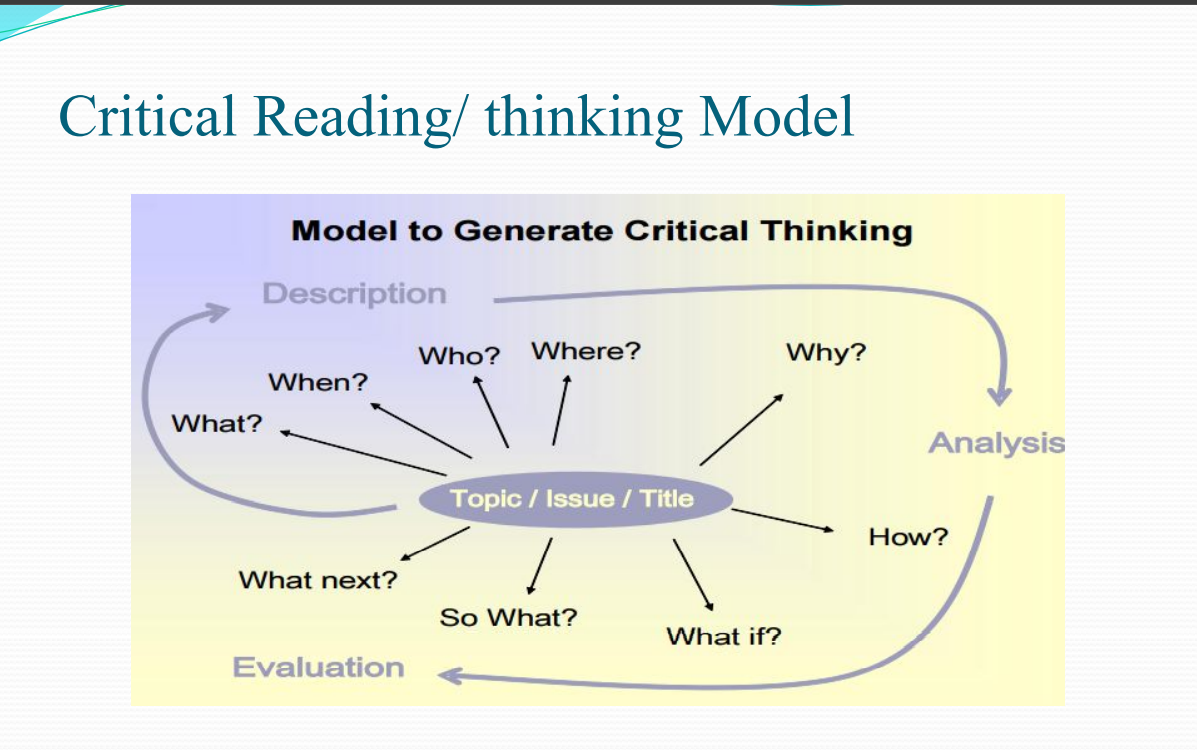 Critical Reading/ thinking Model
Model to Generate Critical Thinking
Description
Who?
Where?
Why?
When?
What?
Analysis
Topic / Issue / Title
How?
What next?
So What?
What if?
Evaluation